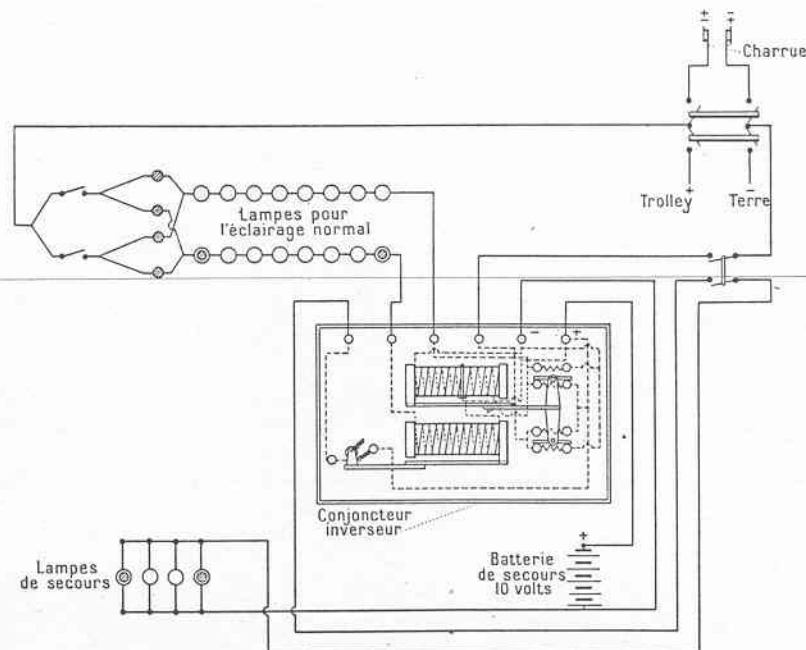 + −
− +
Charrue
+ −
Trolley Terre
Lampes pour
l'éclairage normal
− +
Conjoncteur
inverseur
+
Lampes
de secours
Batterie
de secours
10 volts